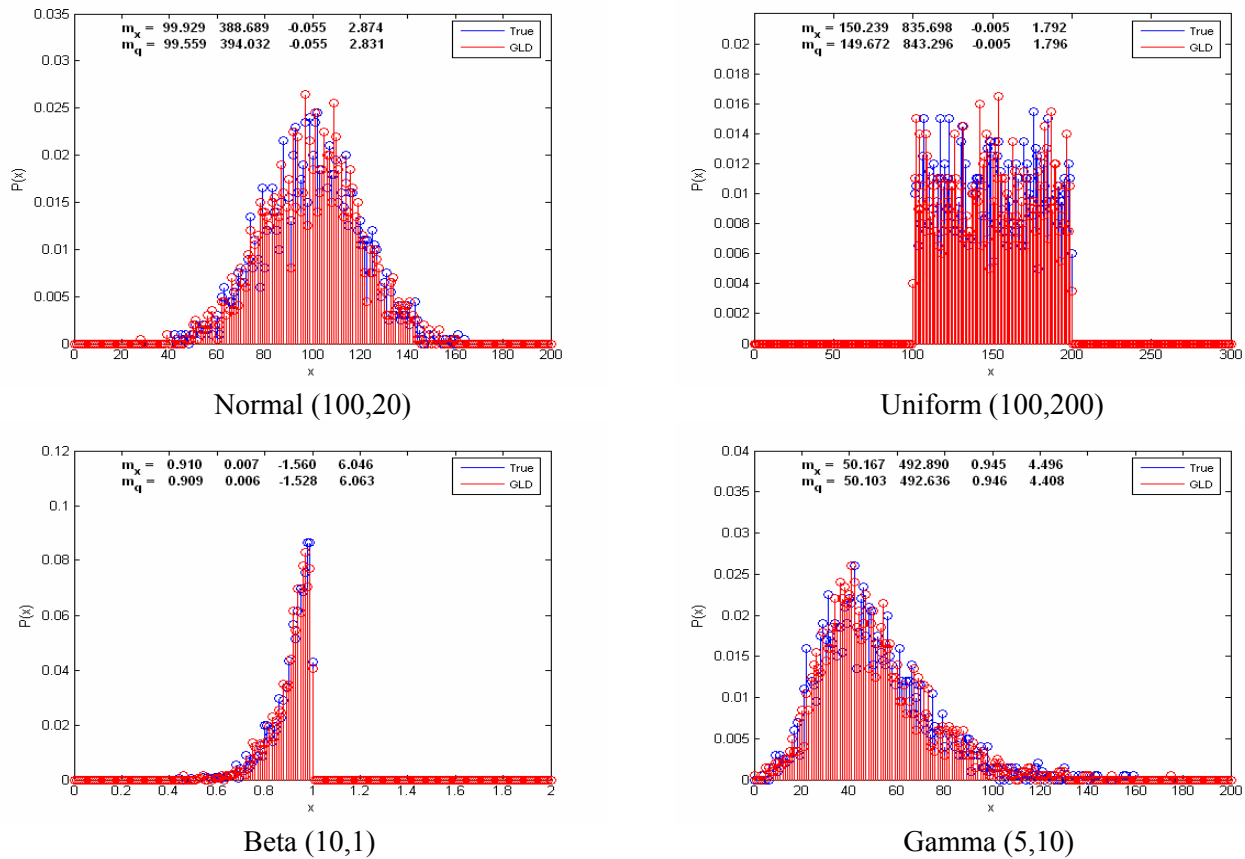 m_x = 99.929 388.689 -0.055 2.874
m_q = 99.559 394.032 -0.055 2.831
True
GLD
0.035
0.03
0.025
0.02
0.015
0.01
0.005
0
P(x)
0 20 40 60 80 100 120 140 160 180 200
x
Normal (100,20)
m_x = 150.239 835.698 -0.005 1.792
m_q = 149.672 843.296 -0.005 1.796
True
GLD
0.02
0.018
0.016
0.014
0.012
0.01
0.008
0.006
0.004
0.002
0
P(x)
0 50 100 150 200 250 300
x
Uniform (100,200)
m_x = 0.910 0.007 -1.560 6.046
m_q = 0.909 0.006 -1.528 6.063
True
GLD
0.12
0.1
0.08
0.06
0.04
0.02
0
P(x)
0 0.2 0.4 0.6 0.8 1 1.2 1.4 1.6 1.8 2
x
Beta (10,1)
m_x = 50.167 492.890 0.945 4.496
m_q = 50.103 492.636 0.946 4.408
True
GLD
0.04
0.035
0.03
0.025
0.02
0.015
0.01
0.005
0
P(x)
0 20 40 60 80 100 120 140 160 180 200
x
Gamma (5,10)